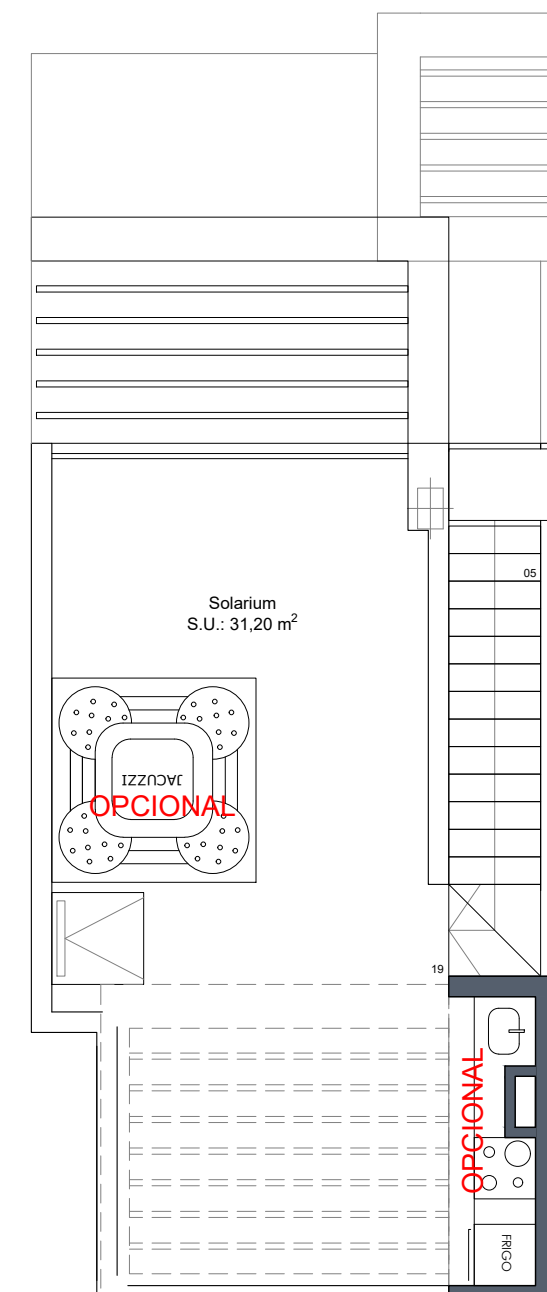 05
Solarium
S.U.: 31,20 m²
JACUZZI
OPCIONAL
19
OPCIONAL
FRIGO